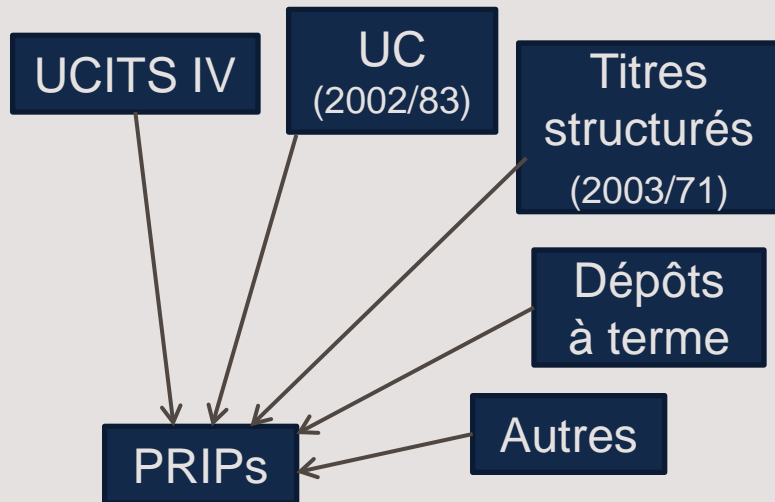 UCITS IV
UC
(2002/83)
Titres
structurés
(2003/71)
Dépôts
à terme
Autres
PRIPs